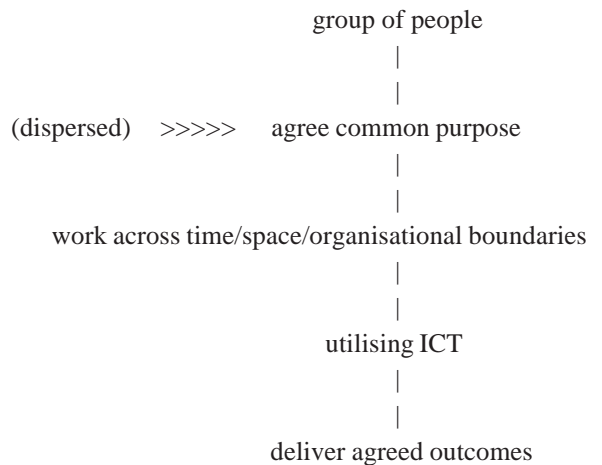 group of people
|
|
(dispersed) >>>>> agree common purpose
|
|
work across time/space/organisational boundaries
|
|
utilising ICT
|
|
deliver agreed outcomes